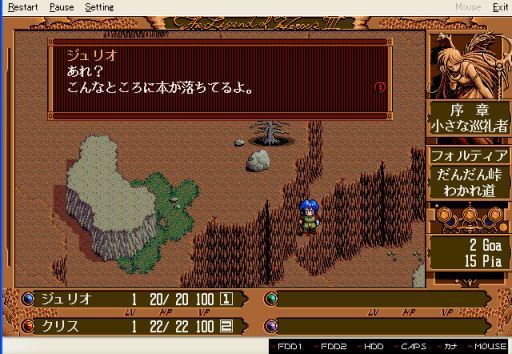 Restart Pause Setting Mouse Exit
The Legend of Heroes III
ジュリオ
あれ?
こんなところに本が落ちてるよ。
序 章
小さな巡礼者
フォルティア
だんだん峠
わかれ道
2 Goa
15 Pia
ジュリオ 1 20/ 20 100 1
LV HP VP LV HP VP
クリス 1 22/ 22 100 2
FDD1 FDD2 HDD CAPS カナ MOUSE